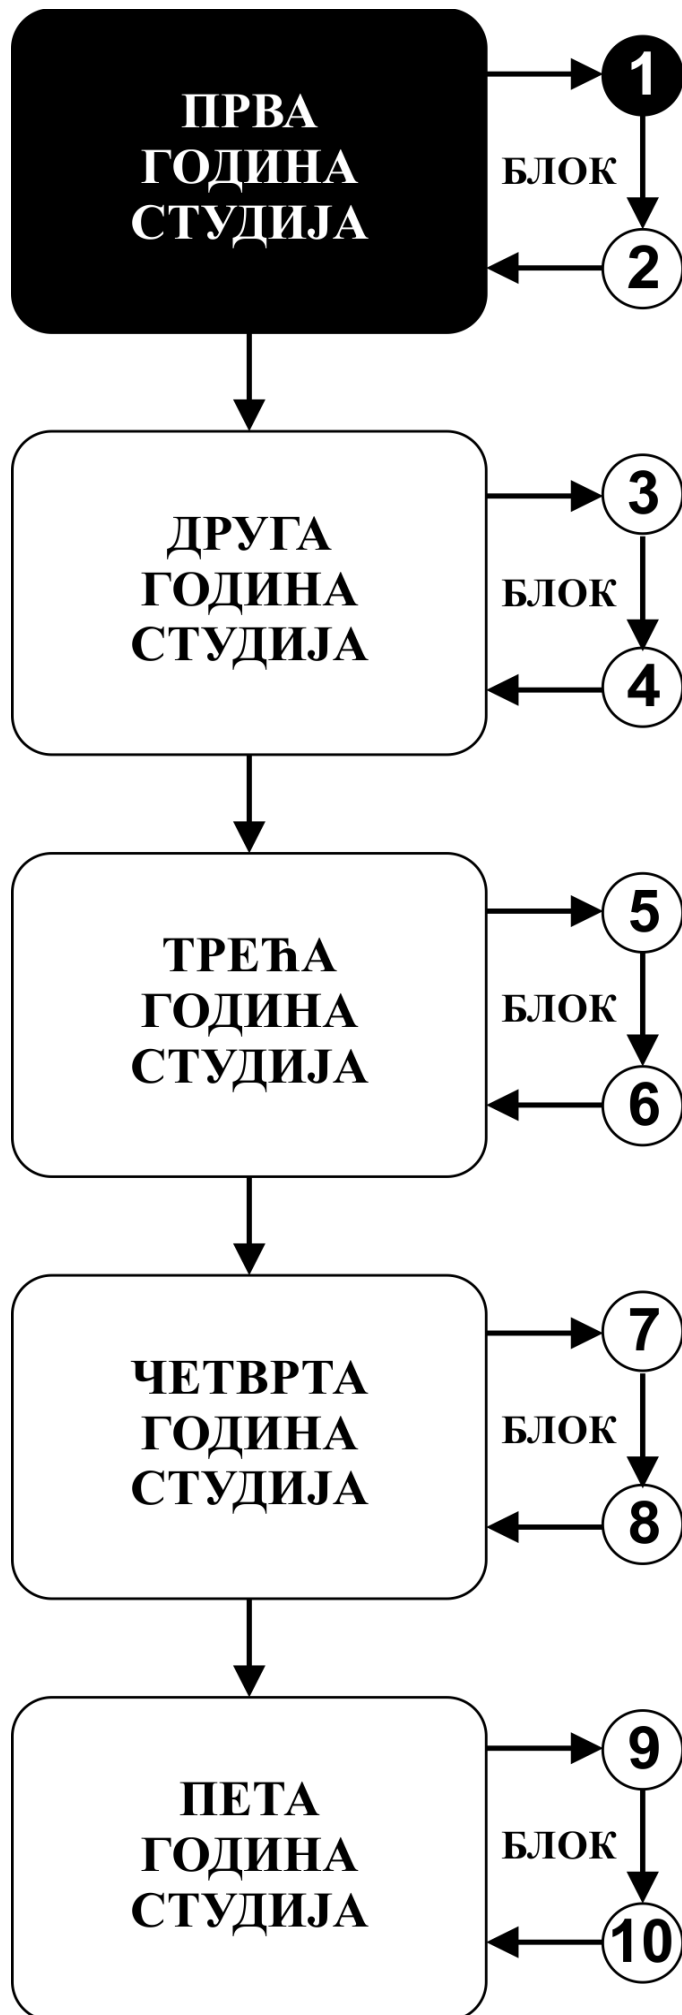 ПРВА
ГОДИНА
СТУДИЈА
1
БЛОК
2
ДРУГА
ГОДИНА
СТУДИЈА
3
БЛОК
4
ТРЕЋА
ГОДИНА
СТУДИЈА
5
БЛОК
6
ЧЕТВРТА
ГОДИНА
СТУДИЈА
7
БЛОК
8
ПЕТА
ГОДИНА
СТУДИЈА
9
БЛОК
10